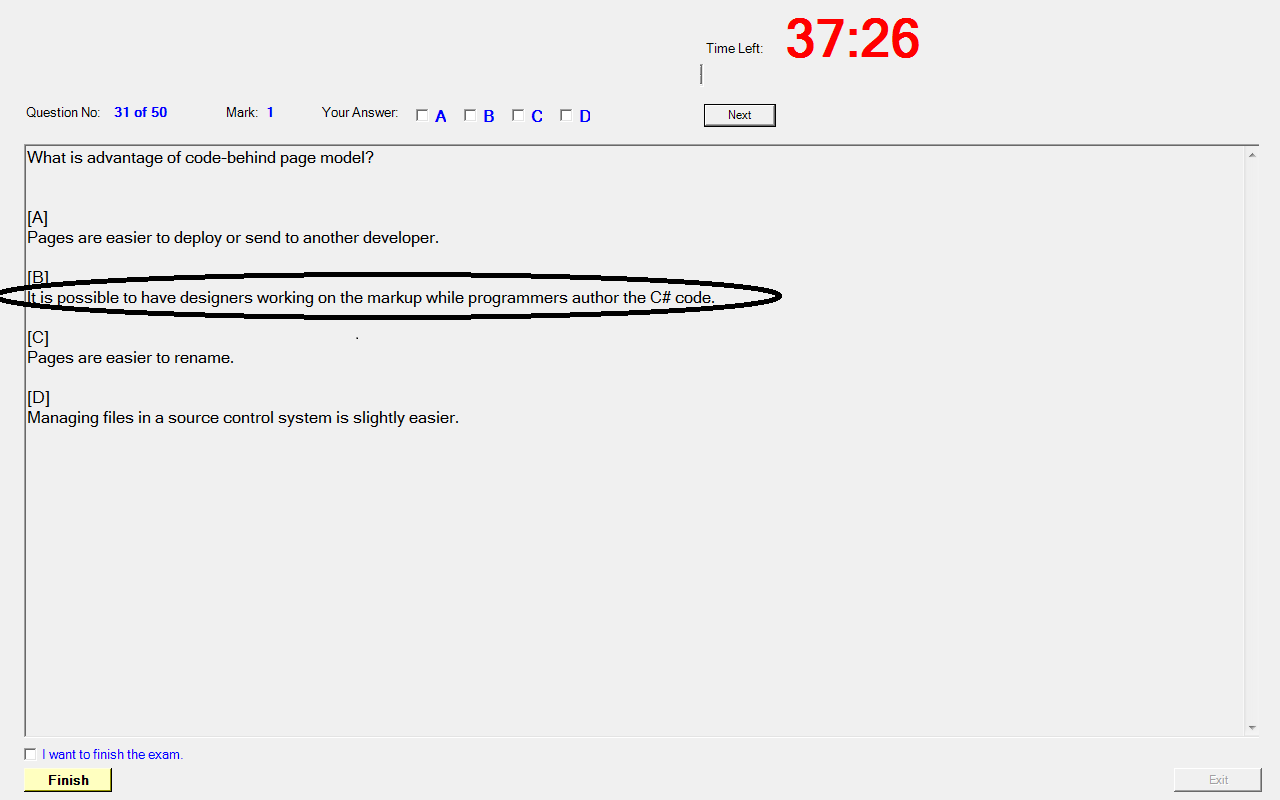 Time Left: 37:26
Question No: 31 of 50 Mark: 1 Your Answer: A B C D Next
What is advantage of code-behind page model?
[A]
Pages are easier to deploy or send to another developer.
[B]
It is possible to have designers working on the markup while programmers author the C# code.
[C]
Pages are easier to rename.
[D]
Managing files in a source control system is slightly easier.
I want to finish the exam.
Finish Exit